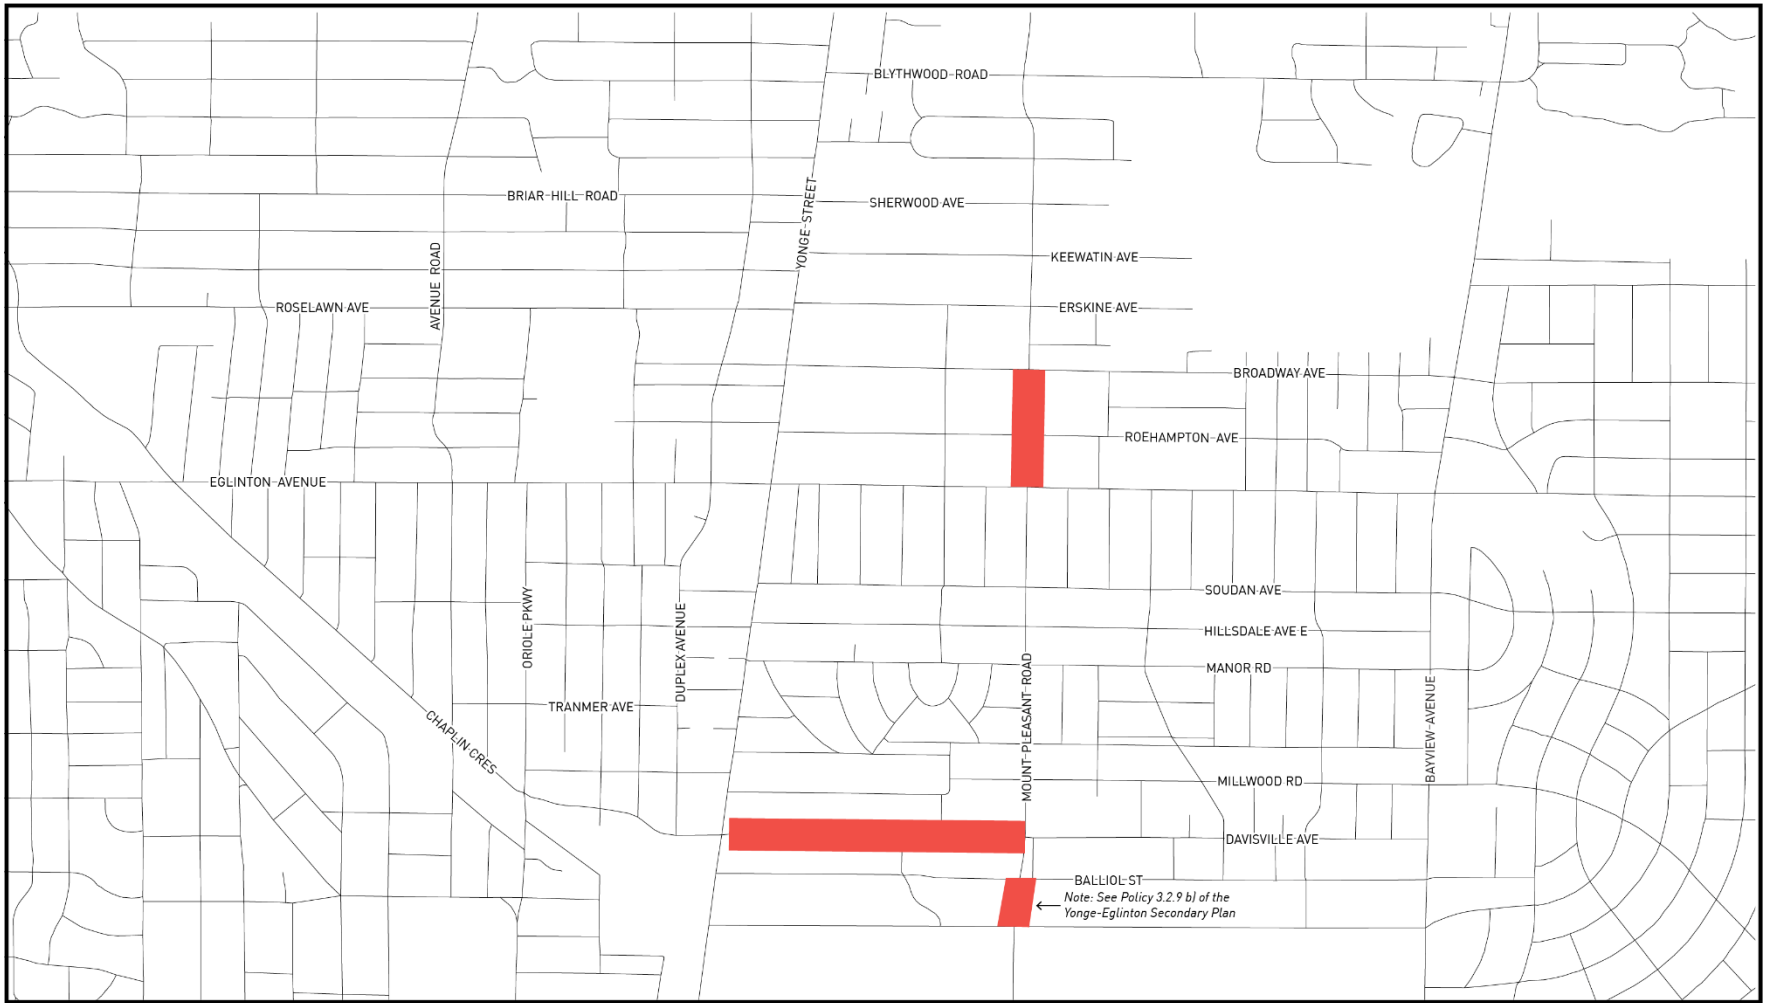 BLYTHWOOD ROAD
BRIAR HILL ROAD
YONGE STREET
SHERWOOD AVE
AVENUE ROAD
KEEWATIN AVE
ROSELAWN AVE
ERSKINE AVE
BROADWAY AVE
ROEHAMPTON AVE
EGLINTON AVENUE
SOUDAN AVE
ORIOLE PKWY
DUPLEX AVENUE
HILLSDALE AVE E
MOUNT PLEASANT ROAD
MANOR RD
BAYVIEW AVENUE
TRANMER AVE
CHAPLIN CRES
MILLWOOD RD
DAVISVILLE AVE
BALLIOL ST
Note: See Policy 3.2.9 b) of the
Yonge-Eglinton Secondary Plan